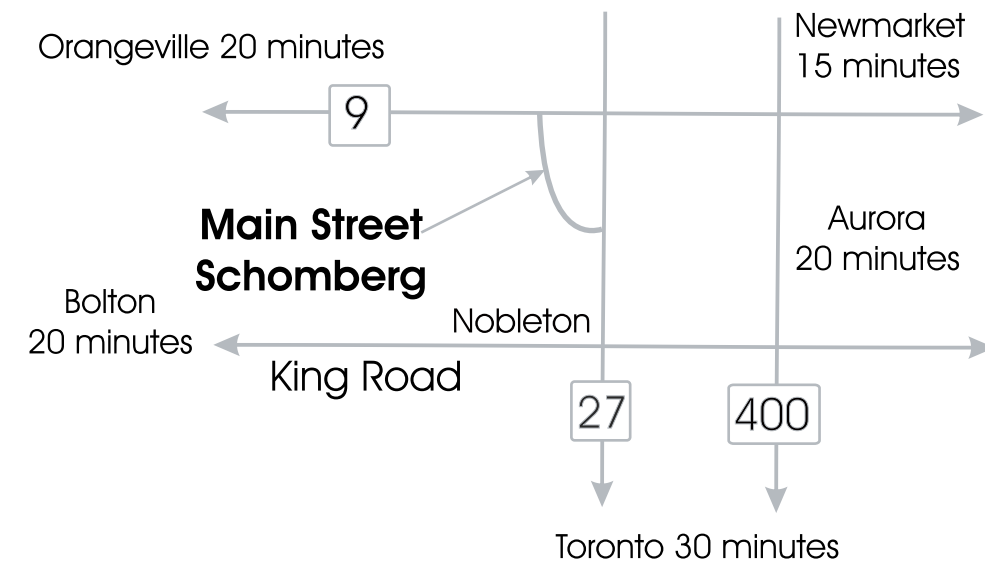 Orangeville 20 minutes
Newmarket
15 minutes
9
Main Street
Schomberg
Aurora
20 minutes
Bolton
20 minutes
Nobleton
King Road
27
400
Toronto 30 minutes